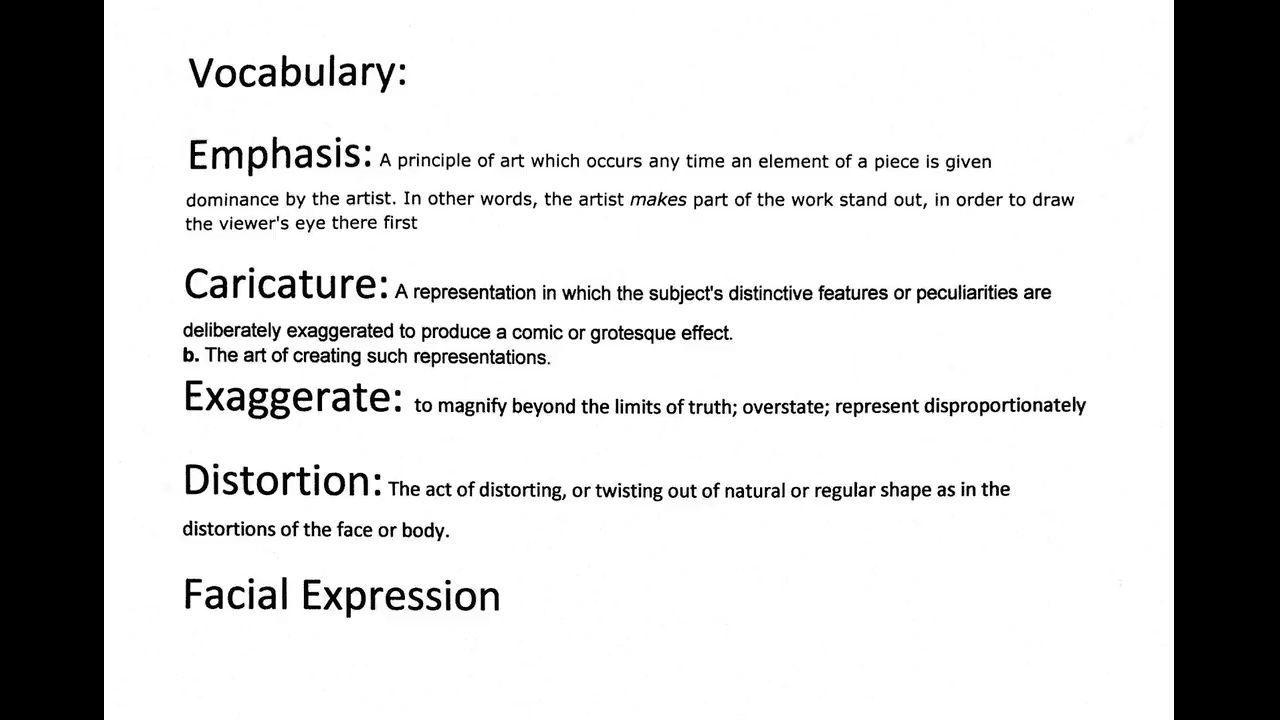 Vocabulary:
Emphasis: A principle of art which occurs any time an element of a piece is given
dominance by the artist. In other words, the artist makes part of the work stand out, in order to draw
the viewer's eye there first
Caricature: A representation in which the subject's distinctive features or peculiarities are
deliberately exaggerated to produce a comic or grotesque effect.
b. The art of creating such representations.
Exaggerate: to magnify beyond the limits of truth; overstate; represent disproportionately
Distortion: The act of distorting, or twisting out of natural or regular shape as in the
distortions of the face or body.
Facial Expression